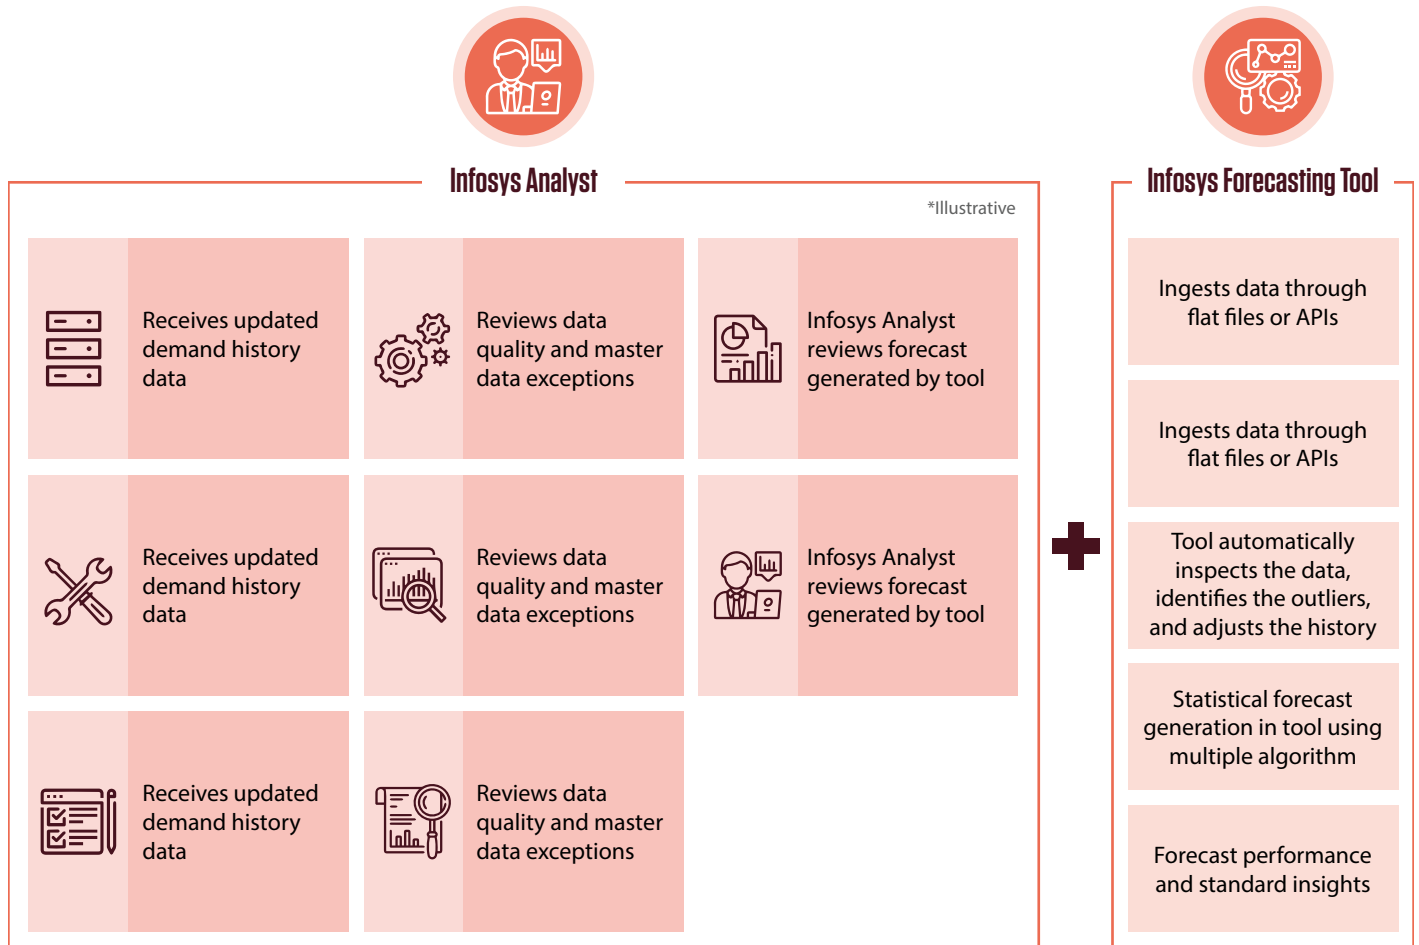 Infosys Analyst
*Illustrative
Receives updated
demand history
data
Reviews data
quality and master
data exceptions
Infosys Analyst
reviews forecast
generated by tool
Receives updated
demand history
data
Reviews data
quality and master
data exceptions
Infosys Analyst
reviews forecast
generated by tool
Receives updated
demand history
data
Reviews data
quality and master
data exceptions
Infosys Forecasting Tool
Ingests data through
flat files or APIs
Ingests data through
flat files or APIs
Tool automatically
inspects the data,
identifies the outliers,
and adjusts the history
Statistical forecast
generation in tool using
multiple algorithm
Forecast performance
and standard insights